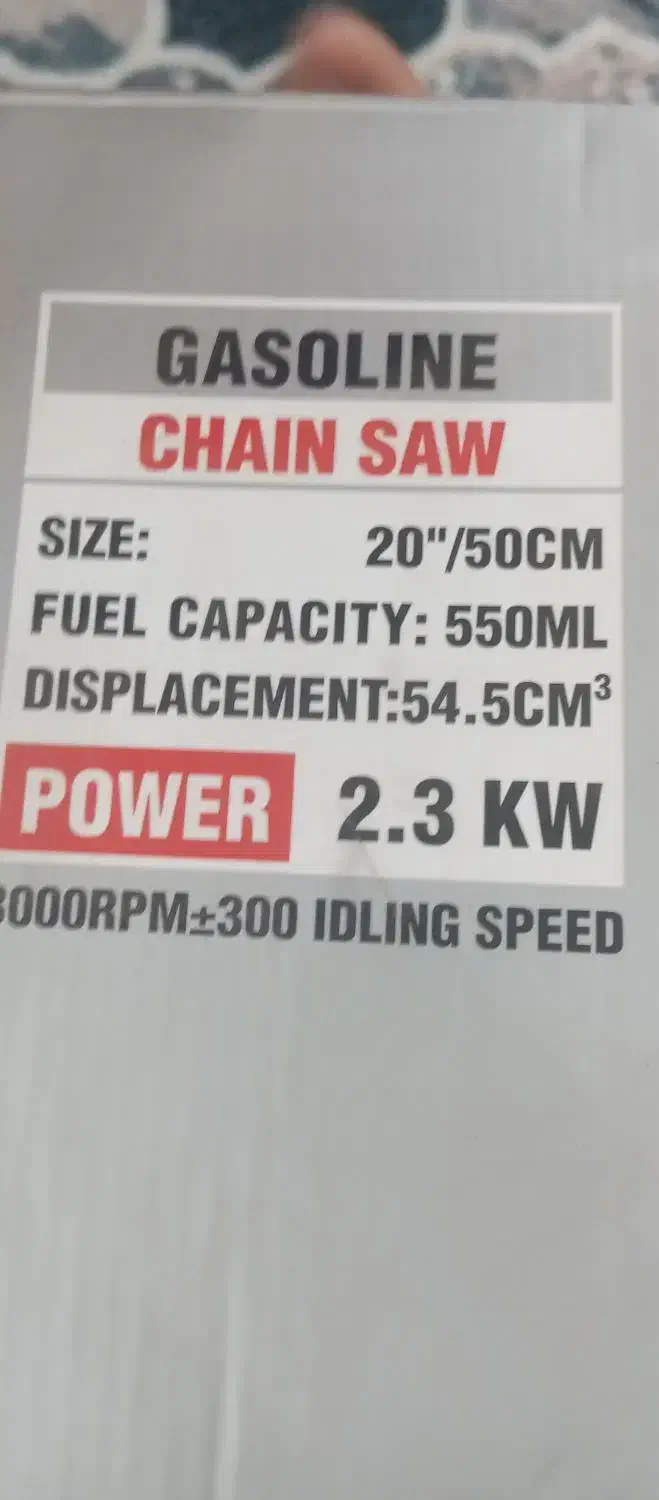 GASOLINE
CHAIN SAW
SIZE: 20"/50CM
FUEL CAPACITY: 550ML
DISPLACEMENT:54.5CM³
POWER 2.3 KW
3000RPM±300 IDLING SPEED